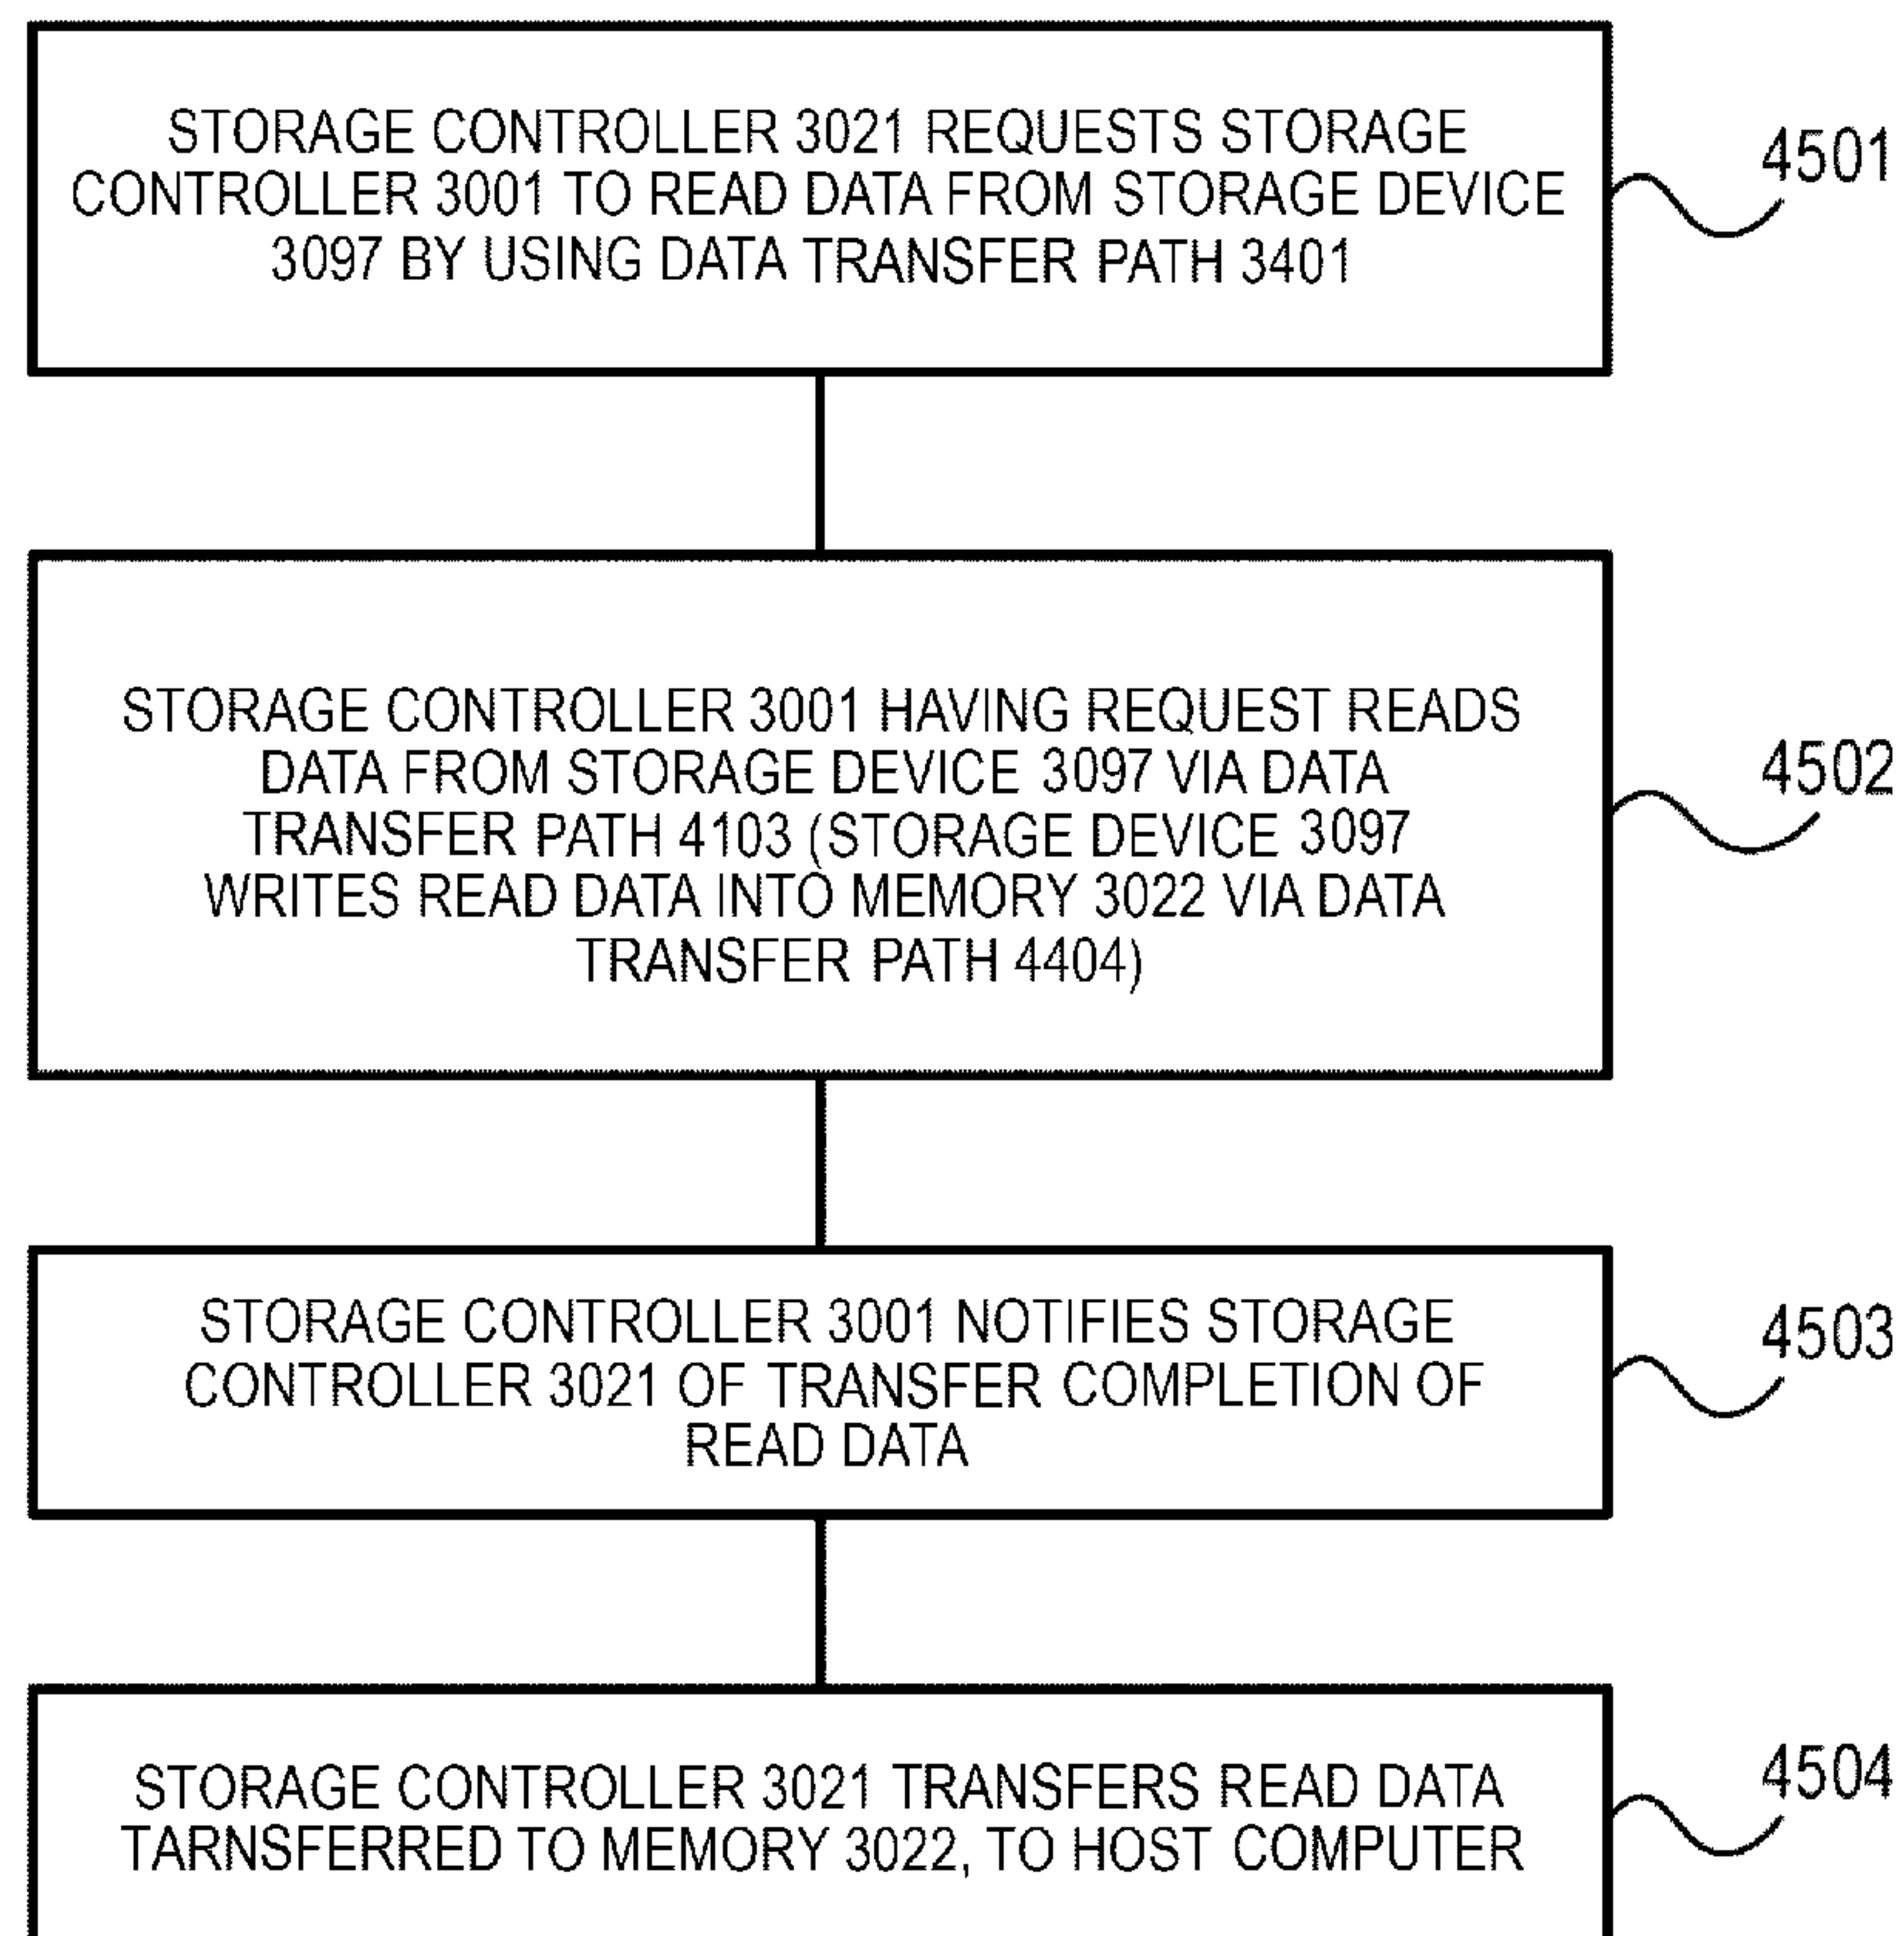 STORAGE CONTROLLER 3021 REQUESTS STORAGE
CONTROLLER 3001 TO READ DATA FROM STORAGE DEVICE
3097 BY USING DATA TRANSFER PATH 3401
4501
STORAGE CONTROLLER 3001 HAVING REQUEST READS
DATA FROM STORAGE DEVICE 3097 VIA DATA
TRANSFER PATH 4103 (STORAGE DEVICE 3097
WRITES READ DATA INTO MEMORY 3022 VIA DATA
TRANSFER PATH 4404)
4502
STORAGE CONTROLLER 3001 NOTIFIES STORAGE
CONTROLLER 3021 OF TRANSFER COMPLETION OF
READ DATA
4503
STORAGE CONTROLLER 3021 TRANSFERS READ DATA
TARNSFERRED TO MEMORY 3022, TO HOST COMPUTER
4504